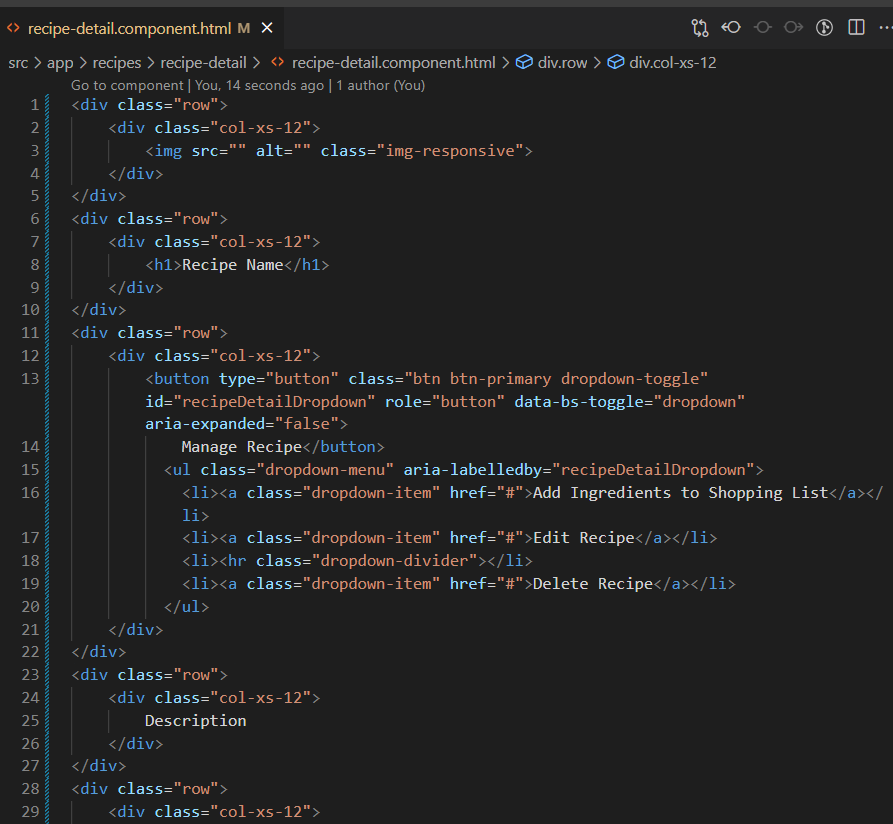 recipe-detail.component.html M
src > app > recipes > recipe-detail > recipe-detail.component.html > div.row > div.col-xs-12
Go to component | You, 14 seconds ago | 1 author (You)
1 <div class="row">
2 <div class="col-xs-12">
3 <img src="" alt="" class="img-responsive">
4 </div>
5 </div>
6 <div class="row">
7 <div class="col-xs-12">
8 <h1>Recipe Name</h1>
9 </div>
10 </div>
11 <div class="row">
12 <div class="col-xs-12">
13 <button type="button" class="btn btn-primary dropdown-toggle"
id="recipeDetailDropdown" role="button" data-bs-toggle="dropdown"
aria-expanded="false">
14 Manage Recipe</button>
15 <ul class="dropdown-menu" aria-labelledby="recipeDetailDropdown">
16 <li><a class="dropdown-item" href="#">Add Ingredients to Shopping List</a></
li>
17 <li><a class="dropdown-item" href="#">Edit Recipe</a></li>
18 <li><hr class="dropdown-divider"></li>
19 <li><a class="dropdown-item" href="#">Delete Recipe</a></li>
20 </ul>
21 </div>
22 </div>
23 <div class="row">
24 <div class="col-xs-12">
25 Description
26 </div>
27 </div>
28 <div class="row">
29 <div class="col-xs-12">